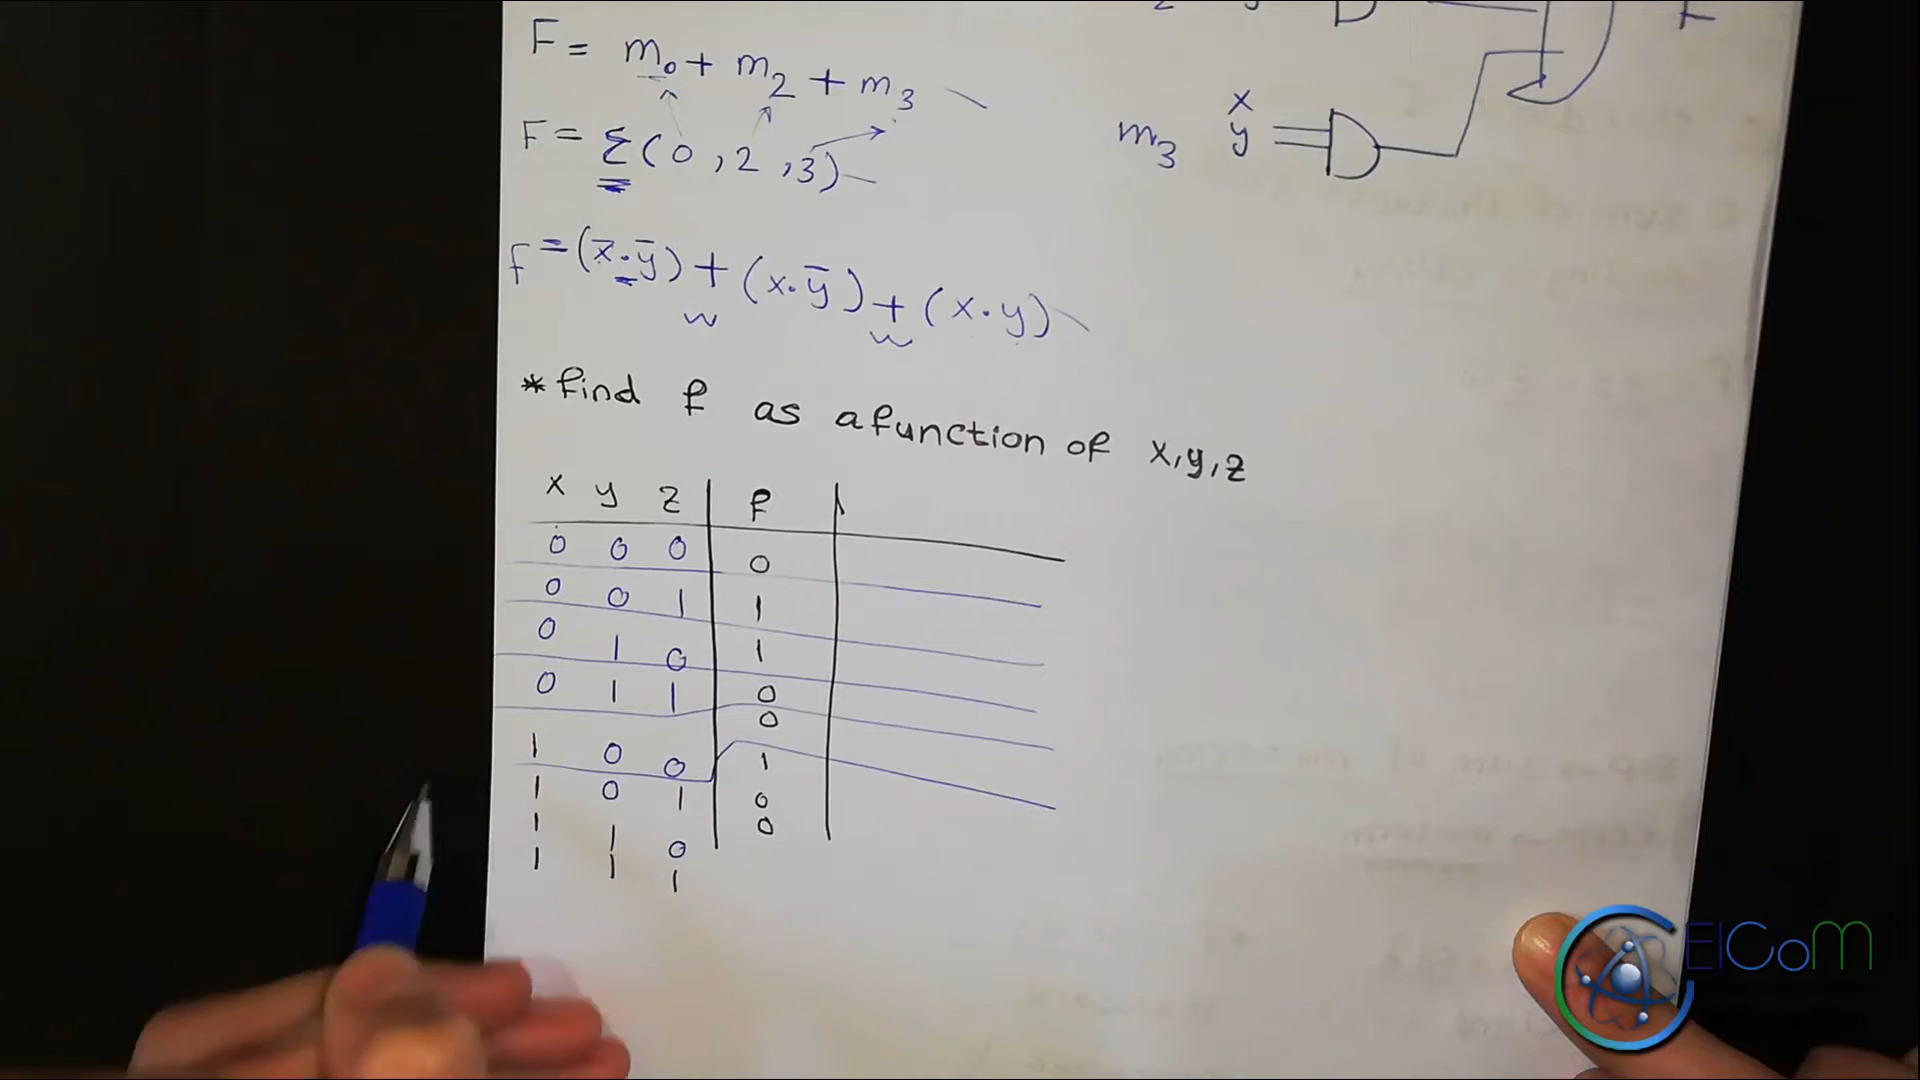 F = m0 + m2 + m3
F = Σ(0, 2, 3)
f = (x̅.y̅) + (x.y̅) + (x.y)
m3 x
y
F
*find f as afunction of x,y,z
x y z f
0 0 0 0
0 0 1 1
0 1 0 1
0 1 1 0
1 0 0 0
1 0 1 1
1 1 0 0
1 1 1 0
ElCoM